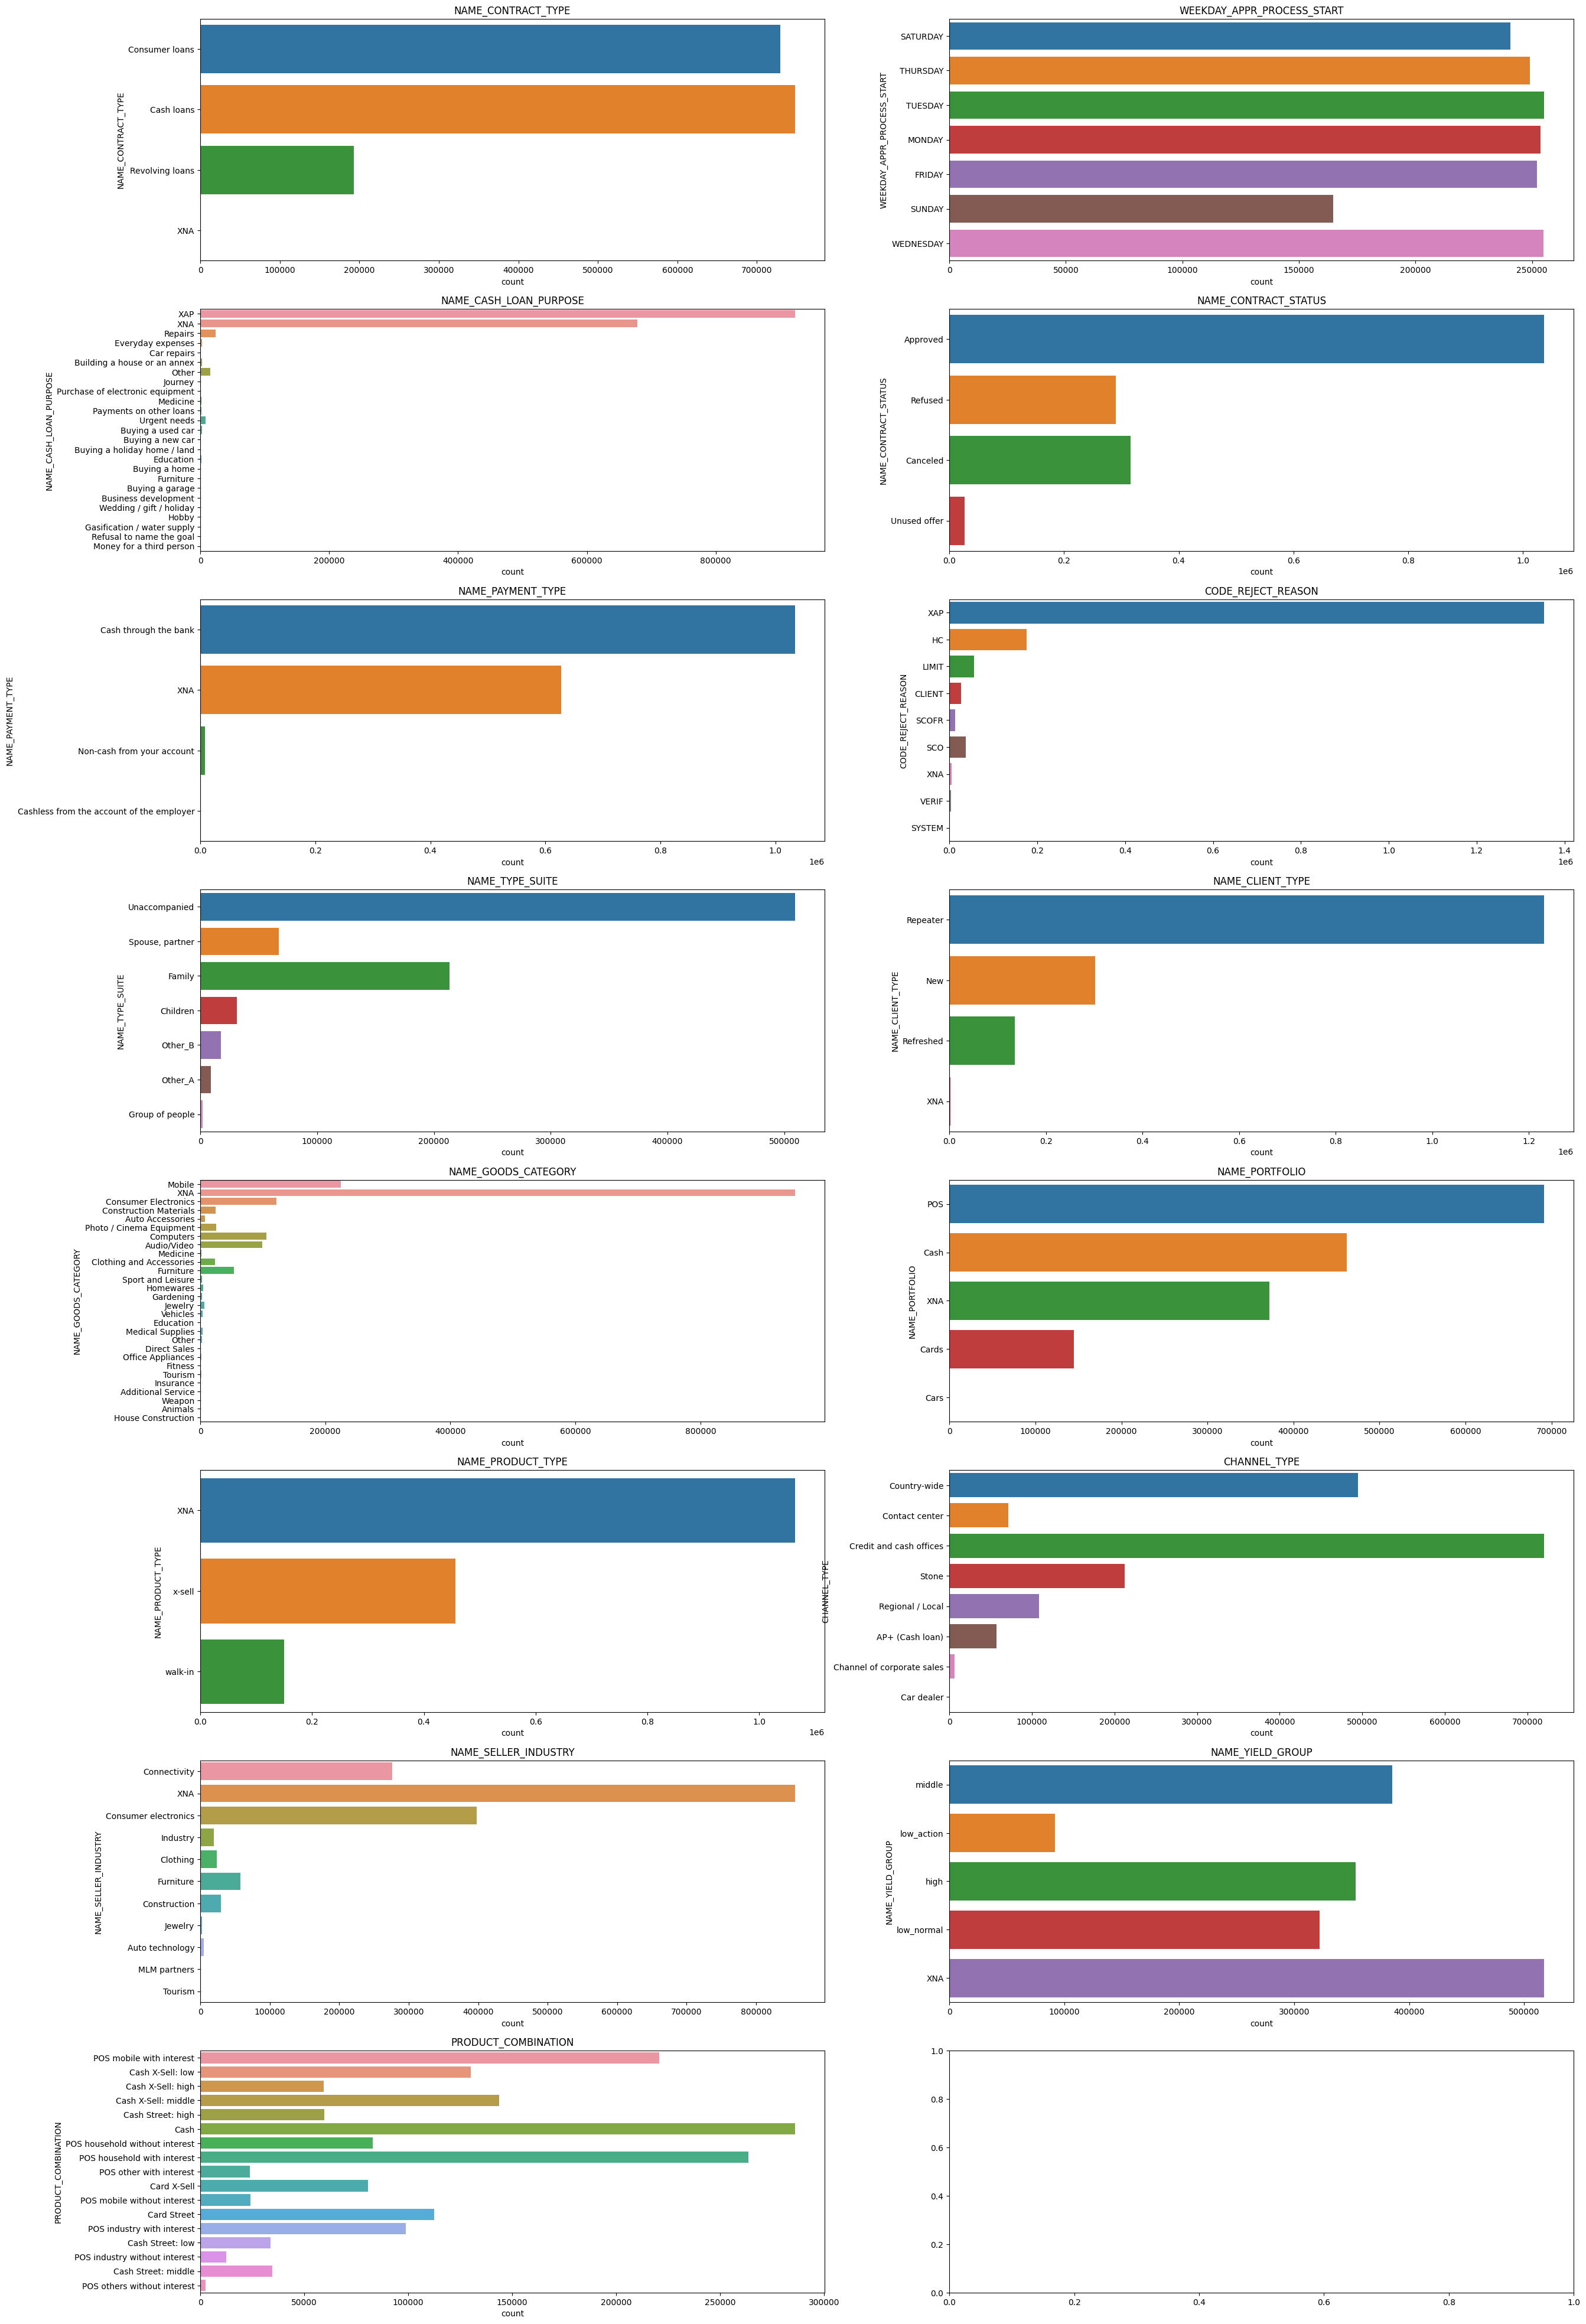 NAME_CONTRACT_TYPE
NAME_CONTRACT_TYPE
Consumer loans
Cash loans
Revolving loans
XNA
0 100000 200000 300000 400000 500000 600000 700000
count
WEEKDAY_APPR_PROCESS_START
WEEKDAY_APPR_PROCESS_START
SATURDAY
THURSDAY
TUESDAY
MONDAY
FRIDAY
SUNDAY
WEDNESDAY
0 50000 100000 150000 200000 250000
count
NAME_CASH_LOAN_PURPOSE
NAME_CASH_LOAN_PURPOSE
XAP
XNA
Repairs
Everyday expenses
Car repairs
Building a house or an annex
Other
Journey
Purchase of electronic equipment
Medicine
Payments on other loans
Urgent needs
Buying a used car
Buying a new car
Buying a holiday home / land
Education
Buying a home
Furniture
Buying a garage
Business development
Wedding / gift / holiday
Hobby
Gasification / water supply
Refusal to name the goal
Money for a third person
0 200000 400000 600000 800000
count
NAME_CONTRACT_STATUS
NAME_CONTRACT_STATUS
Approved
Refused
Canceled
Unused offer
0.0 0.2 0.4 0.6 0.8 1.0
count
1e6
NAME_PAYMENT_TYPE
NAME_PAYMENT_TYPE
Cash through the bank
XNA
Non-cash from your account
Cashless from the account of the employer
0.0 0.2 0.4 0.6 0.8 1.0
count
1e6
CODE_REJECT_REASON
CODE_REJECT_REASON
XAP
HC
LIMIT
CLIENT
SCOFR
SCO
XNA
VERIF
SYSTEM
0.0 0.2 0.4 0.6 0.8 1.0 1.2 1.4
count
1e6
NAME_TYPE_SUITE
NAME_TYPE_SUITE
Unaccompanied
Spouse, partner
Family
Children
Other_B
Other_A
Group of people
0 100000 200000 300000 400000 500000
count
NAME_CLIENT_TYPE
NAME_CLIENT_TYPE
Repeater
New
Refreshed
XNA
0.0 0.2 0.4 0.6 0.8 1.0 1.2
count
1e6
NAME_GOODS_CATEGORY
NAME_GOODS_CATEGORY
Mobile
XNA
Consumer Electronics
Construction Materials
Auto Accessories
Photo / Cinema Equipment
Computers
Audio/Video
Medicine
Clothing and Accessories
Furniture
Sport and Leisure
Homewares
Gardening
Jewelry
Vehicles
Education
Medical Supplies
Other
Direct Sales
Office Appliances
Fitness
Tourism
Insurance
Additional Service
Weapon
Animals
House Construction
0 200000 400000 600000 800000
count
NAME_PORTFOLIO
NAME_PORTFOLIO
POS
Cash
XNA
Cards
Cars
0 100000 200000 300000 400000 500000 600000 700000
count
NAME_PRODUCT_TYPE
NAME_PRODUCT_TYPE
XNA
x-sell
walk-in
0.0 0.2 0.4 0.6 0.8 1.0
count
1e6
CHANNEL_TYPE
CHANNEL_TYPE
Country-wide
Contact center
Credit and cash offices
Stone
Regional / Local
AP+ (Cash loan)
Channel of corporate sales
Car dealer
0 100000 200000 300000 400000 500000 600000 700000
count
NAME_SELLER_INDUSTRY
NAME_SELLER_INDUSTRY
Connectivity
XNA
Consumer electronics
Industry
Clothing
Furniture
Construction
Jewelry
Auto technology
MLM partners
Tourism
0 100000 200000 300000 400000 500000 600000 700000 800000
count
NAME_YIELD_GROUP
NAME_YIELD_GROUP
middle
low_action
high
low_normal
XNA
0 100000 200000 300000 400000 500000
count
PRODUCT_COMBINATION
PRODUCT_COMBINATION
POS mobile with interest
Cash X-Sell: low
Cash X-Sell: high
Cash X-Sell: middle
Cash Street: high
Cash
POS household without interest
POS household with interest
POS other with interest
Card X-Sell
POS mobile without interest
Card Street
POS industry with interest
Cash Street: low
POS industry without interest
Cash Street: middle
POS others without interest
0 50000 100000 150000 200000 250000 300000
count
1.0
0.8
0.6
0.4
0.2
0.0
0.0 0.2 0.4 0.6 0.8 1.0